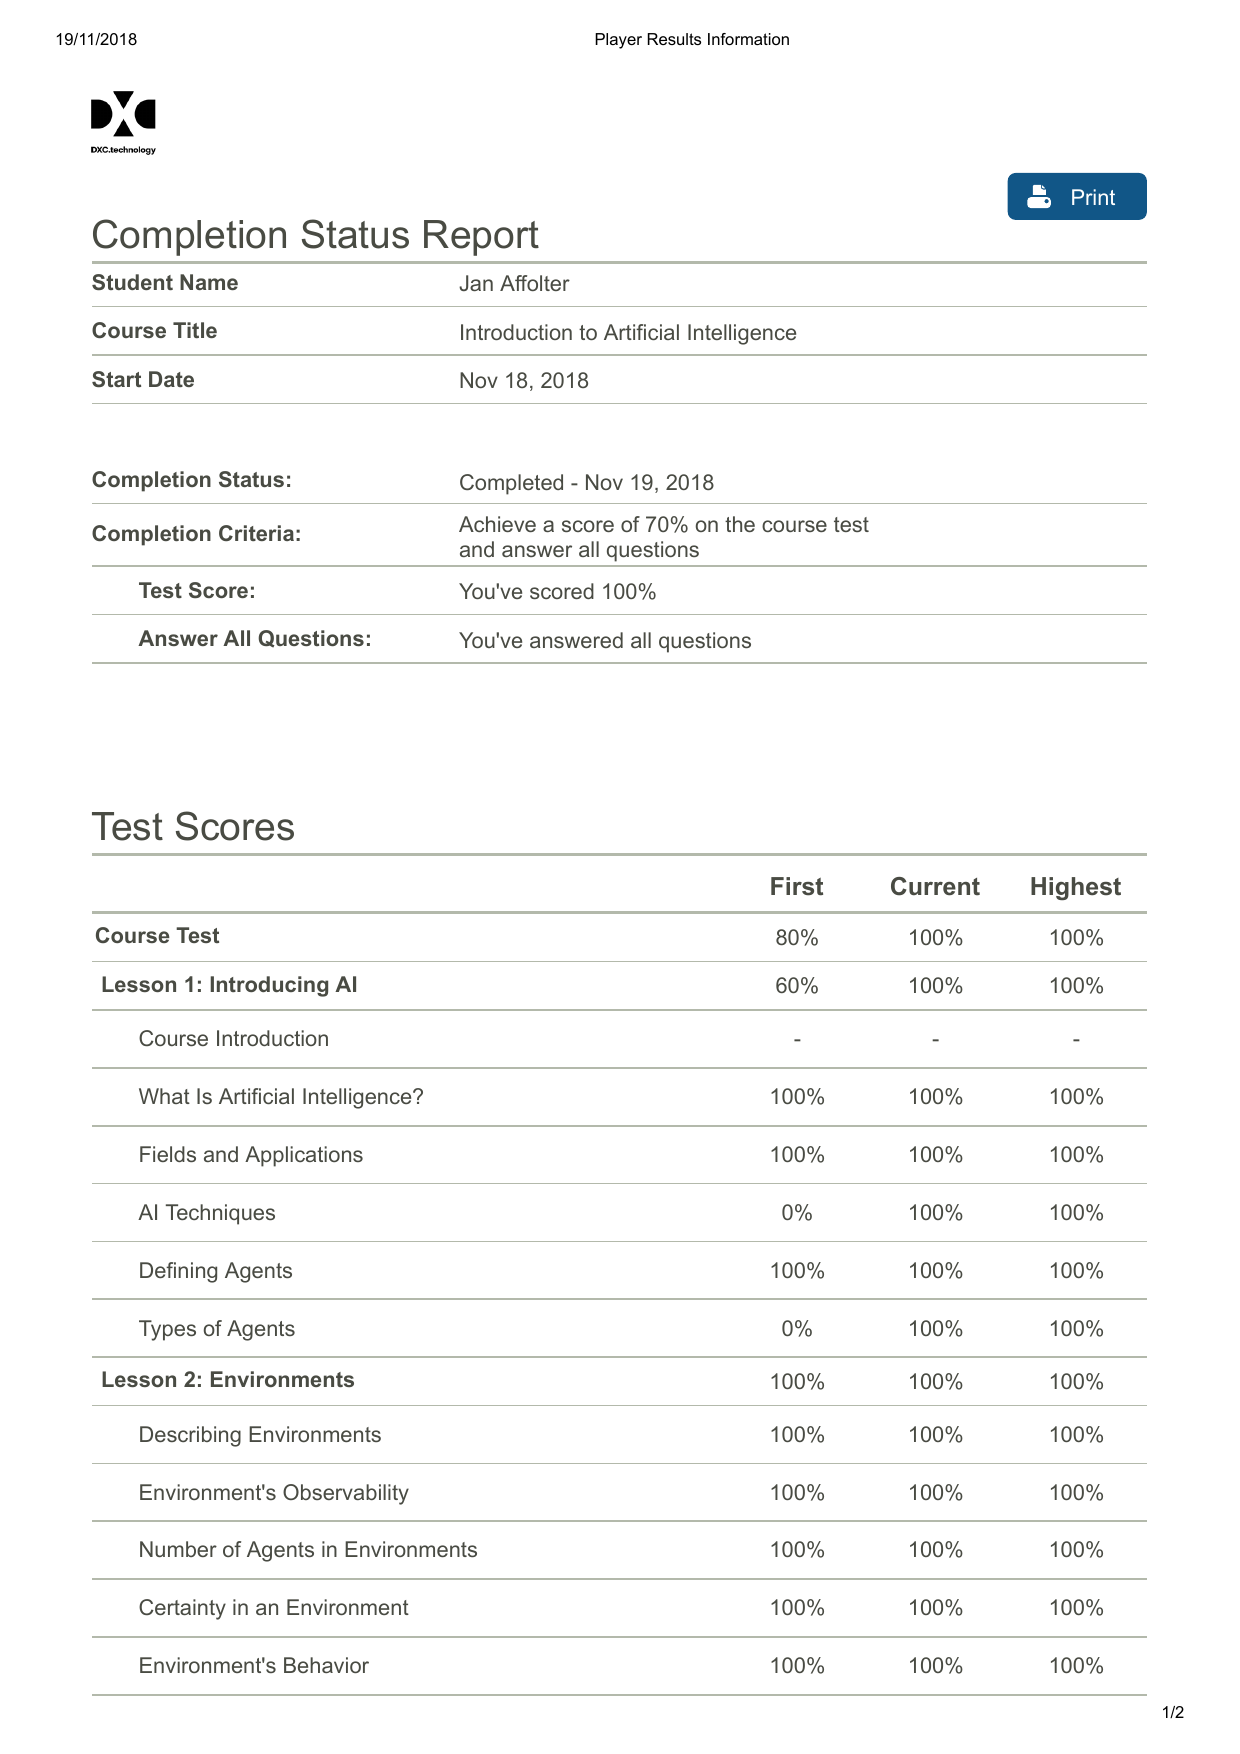 19/11/2018 Player Results Information
DXC.technology
Print
Completion Status Report
Student Name Jan Affolter
Course Title Introduction to Artificial Intelligence
Start Date Nov 18, 2018
Completion Status: Completed - Nov 19, 2018
Completion Criteria: Achieve a score of 70% on the course test
and answer all questions
Test Score: You've scored 100%
Answer All Questions: You've answered all questions
Test Scores
First Current Highest
Course Test 80% 100% 100%
Lesson 1: Introducing AI 60% 100% 100%
Course Introduction - - -
What Is Artificial Intelligence? 100% 100% 100%
Fields and Applications 100% 100% 100%
AI Techniques 0% 100% 100%
Defining Agents 100% 100% 100%
Types of Agents 0% 100% 100%
Lesson 2: Environments 100% 100% 100%
Describing Environments 100% 100% 100%
Environment's Observability 100% 100% 100%
Number of Agents in Environments 100% 100% 100%
Certainty in an Environment 100% 100% 100%
Environment's Behavior 100% 100% 100%
1/2